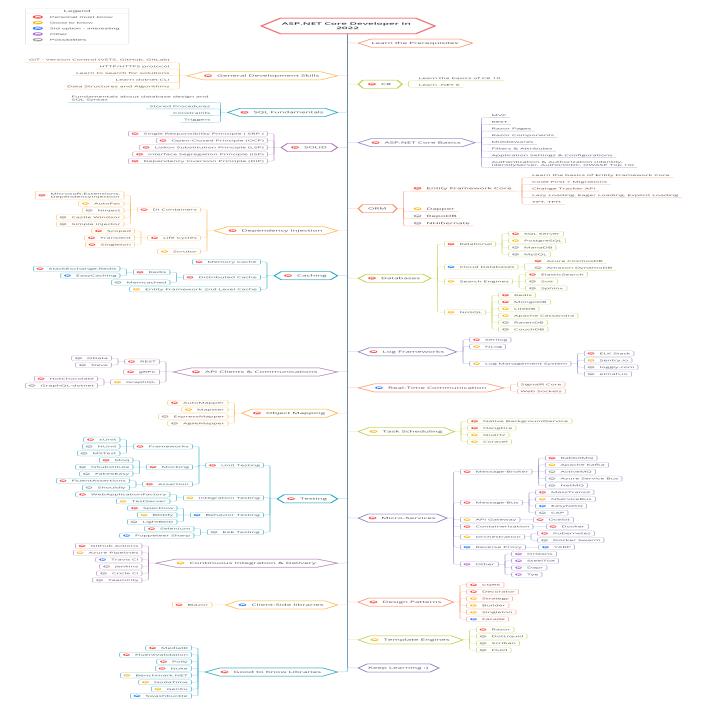 Legend
Personal must know
Good to know
3rd option - interesting
Other
Possibilities
ASP.NET Core Developer in
2022
Learn the Prerequisites
General Development Skills
GIT - Version Control (VSTS, GitHub, GitLab)
HTTP/HTTPS protocol
Learn to search for solutions
Learn dotnet CLI
Data Structures and Algorithms
C#
Learn the basics of C# 10
Learn .NET 6
SQL Fundamentals
Fundamentals about database design and
SQL Syntax
Stored Procedures
Constraints
Triggers
SOLID
Single Responsibility Principle (SRP)
Open-Closed Principle (OCP)
Liskov Substitution Principle (LSP)
Interface Segregation Principle (ISP)
Dependency Inversion Principle (DIP)
ASP.NET Core Basics
MVC
REST
Razor Pages
Razor Components
Middlewares
Filters & Attributes
Application Settings & Configurations
ORM
Entity Framework Core
Learn the basics of Entity Framework Core
Code First + Migrations
Change Tracker API
Lazy Loading, Eager Loading, Explicit Loading
Dapper
RepoDB
NHibernate
Dependency Injection
DI Containers
Microsoft.Extensions.
DependencyInjection
AutoFac
Ninject
Castle Windsor
Simple Injector
Life Cycles
Scoped
Transient
Singleton
Scrutor
Caching
Memory Cache
Distributed Cache
Redis
StackExchange.Redis
EasyCaching
Memcached
Entity Framework 2nd Level Cache
Databases
Relational
SQL Server
PostgreSQL
MariaDB
MySQL
Cloud Databases
Azure CosmosDB
Amazon DynamoDB
Search Engines
ElasticSearch
Solr
Sphinx
NoSQL
Redis
MongoDB
LiteDB
Apache Cassandra
RavenDB
CouchDB
Log Frameworks
Serilog
NLog
Log Management System
ELK Stack
Sentry.io
loggly.com
elmah.io
API Clients & Communications
REST
OData
gRPC
GraphQL
HotChocolate
GraphQL-dotnet
Real-Time Communication
SignalR Core
Web Sockets
Object Mapping
AutoMapper
Mapster
ExpressMapper
AgileMapper
Task Scheduling
Native BackgroundService
Hangfire
Quartz
Coravel
Testing
Unit Testing
Frameworks
xUnit
NUnit
MSTest
Mocking
Moq
NSubstitute
FakeItEasy
Assertion
FluentAssertions
Shouldly
Integration Testing
WebApplicationFactory
TestServer
Behavior Testing
SpecFlow
BDDfy
LightBDD
E2E Testing
Selenium
Puppeteer Sharp
Micro-Services
Message-Broker
RabbitMQ
Apache Kafka
ActiveMQ
Azure Service Bus
NetMQ
Message-Bus
MassTransit
NServiceBus
EasyNetQ
CAP
API Gateway
Ocelot
Containerization
Docker
Orchestration
Kubernetes
Docker Swarm
Reverse Proxy
YARP
Other
Orleans
SteelToe
Dapr
Tye
Continuous Integration & Delivery
Github Actions
Azure Pipelines
Travis CI
Jenkins
Circle CI
TeamCity
Client-Side libraries
Blazor
Design Patterns
CQRS
Decorator
Strategy
Builder
Singleton
Facade
Template Engines
Razor
DotLiquid
Scriban
Fluid
Good to know Libraries
MediatR
FluentValidation
Polly
Nuke
Benchmark.NET
NodaTime
GenFu
Swashbuckle
Keep Learning :)